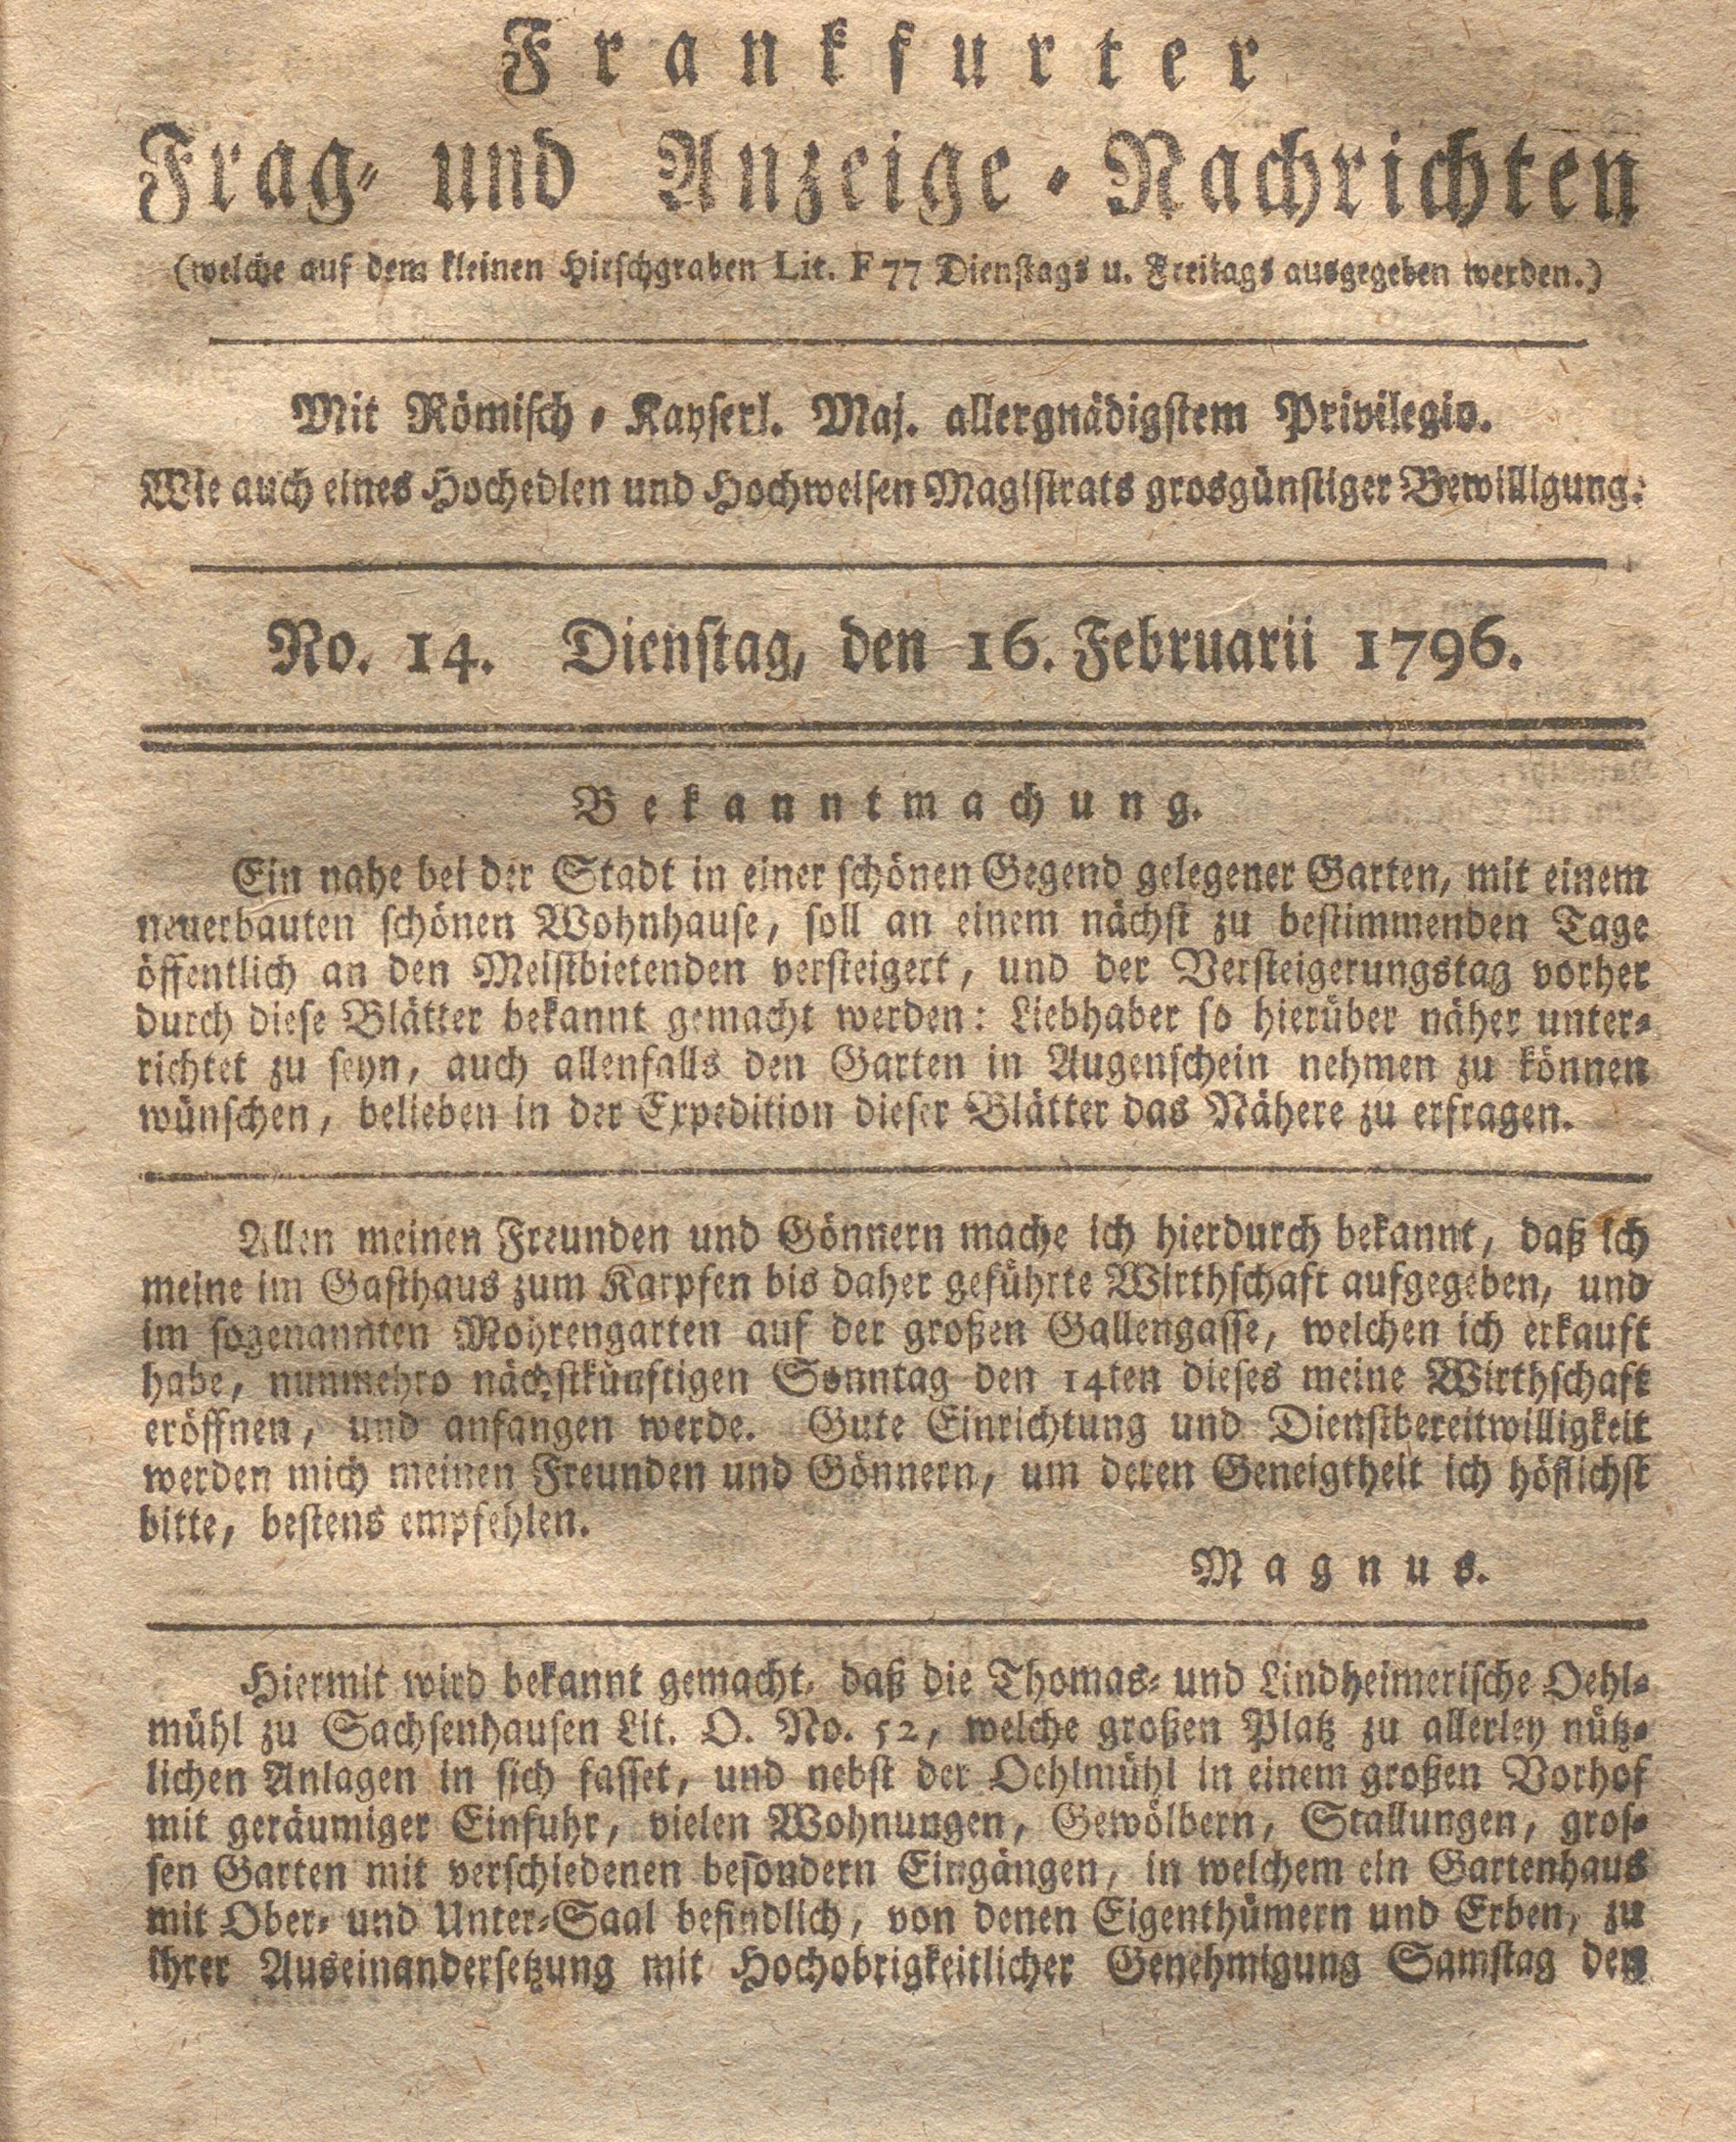 Frankfurter
Frag- und Anzeige-Nachrichten
(welche auf dem kleinen Hirschgraben Lit. F 77 Dienstags u. Freitags ausgegeben werden.)
Mit Römisch-Kayserl. Maj. allergnädigstem Privilegio.
Wie auch eines Hochedlen und Hochweisen Magistrats grosgünstiger Bewilligung.
No. 14. Dienstag, den 16. Februarii 1796.
Bekanntmachung.
Ein nahe bei der Stadt in einer schönen Gegend gelegener Garten, mit einem
neuerbauten schönen Wohnhause, soll an einem nächst zu bestimmenden Tage
öffentlich an den Meistbietenden versteigert, und der Versteigerungstag vorher
durch diese Blätter bekannt gemacht werden: Liebhaber so hierüber näher unter-
richtet zu seyn, auch allenfalls den Garten in Augenschein nehmen zu können
wünschen, belieben in der Expedition dieser Blätter das Nähere zu erfragen.
Allen meinen Freunden und Gönnern mache ich hierdurch bekannt, daß ich
meine im Gasthaus zum Karpfen bis daher geführte Wirthschaft aufgegeben, und
im sogenannten Mohrengarten auf der großen Gallengasse, welchen ich erkauft
habe, nunmehro nächstkünftigen Sonntag den 14ten dieses meine Wirthschaft
eröffnen, und anfangen werde. Gute Einrichtung und Dienstbereitwilligkeit
werden mich meinen Freunden und Gönnern, um deren Geneigtheit ich höflichst
bitte, bestens empfehlen.
Magnus.
Hiermit wird bekannt gemacht, daß die Thomas- und Lindheimerische Oehl-
mühl zu Sachsenhausen Lit. O. No. 52, welche großen Platz zu allerley nütz-
lichen Anlagen in sich fasset, und nebst der Oehlmühl in einem großen Vorhof
mit geräumiger Einfuhr, vielen Wohnungen, Gewölbern, Stallungen, gros-
sen Garten mit verschiedenen besondern Eingängen, in welchem ein Gartenhaus
mit Ober- und Unter-Saal befindlich, von denen Eigenthümern und Erben, zu
ihrer Auseinandersetzung mit Hochobrigkeitlicher Genehmigung Samstag den